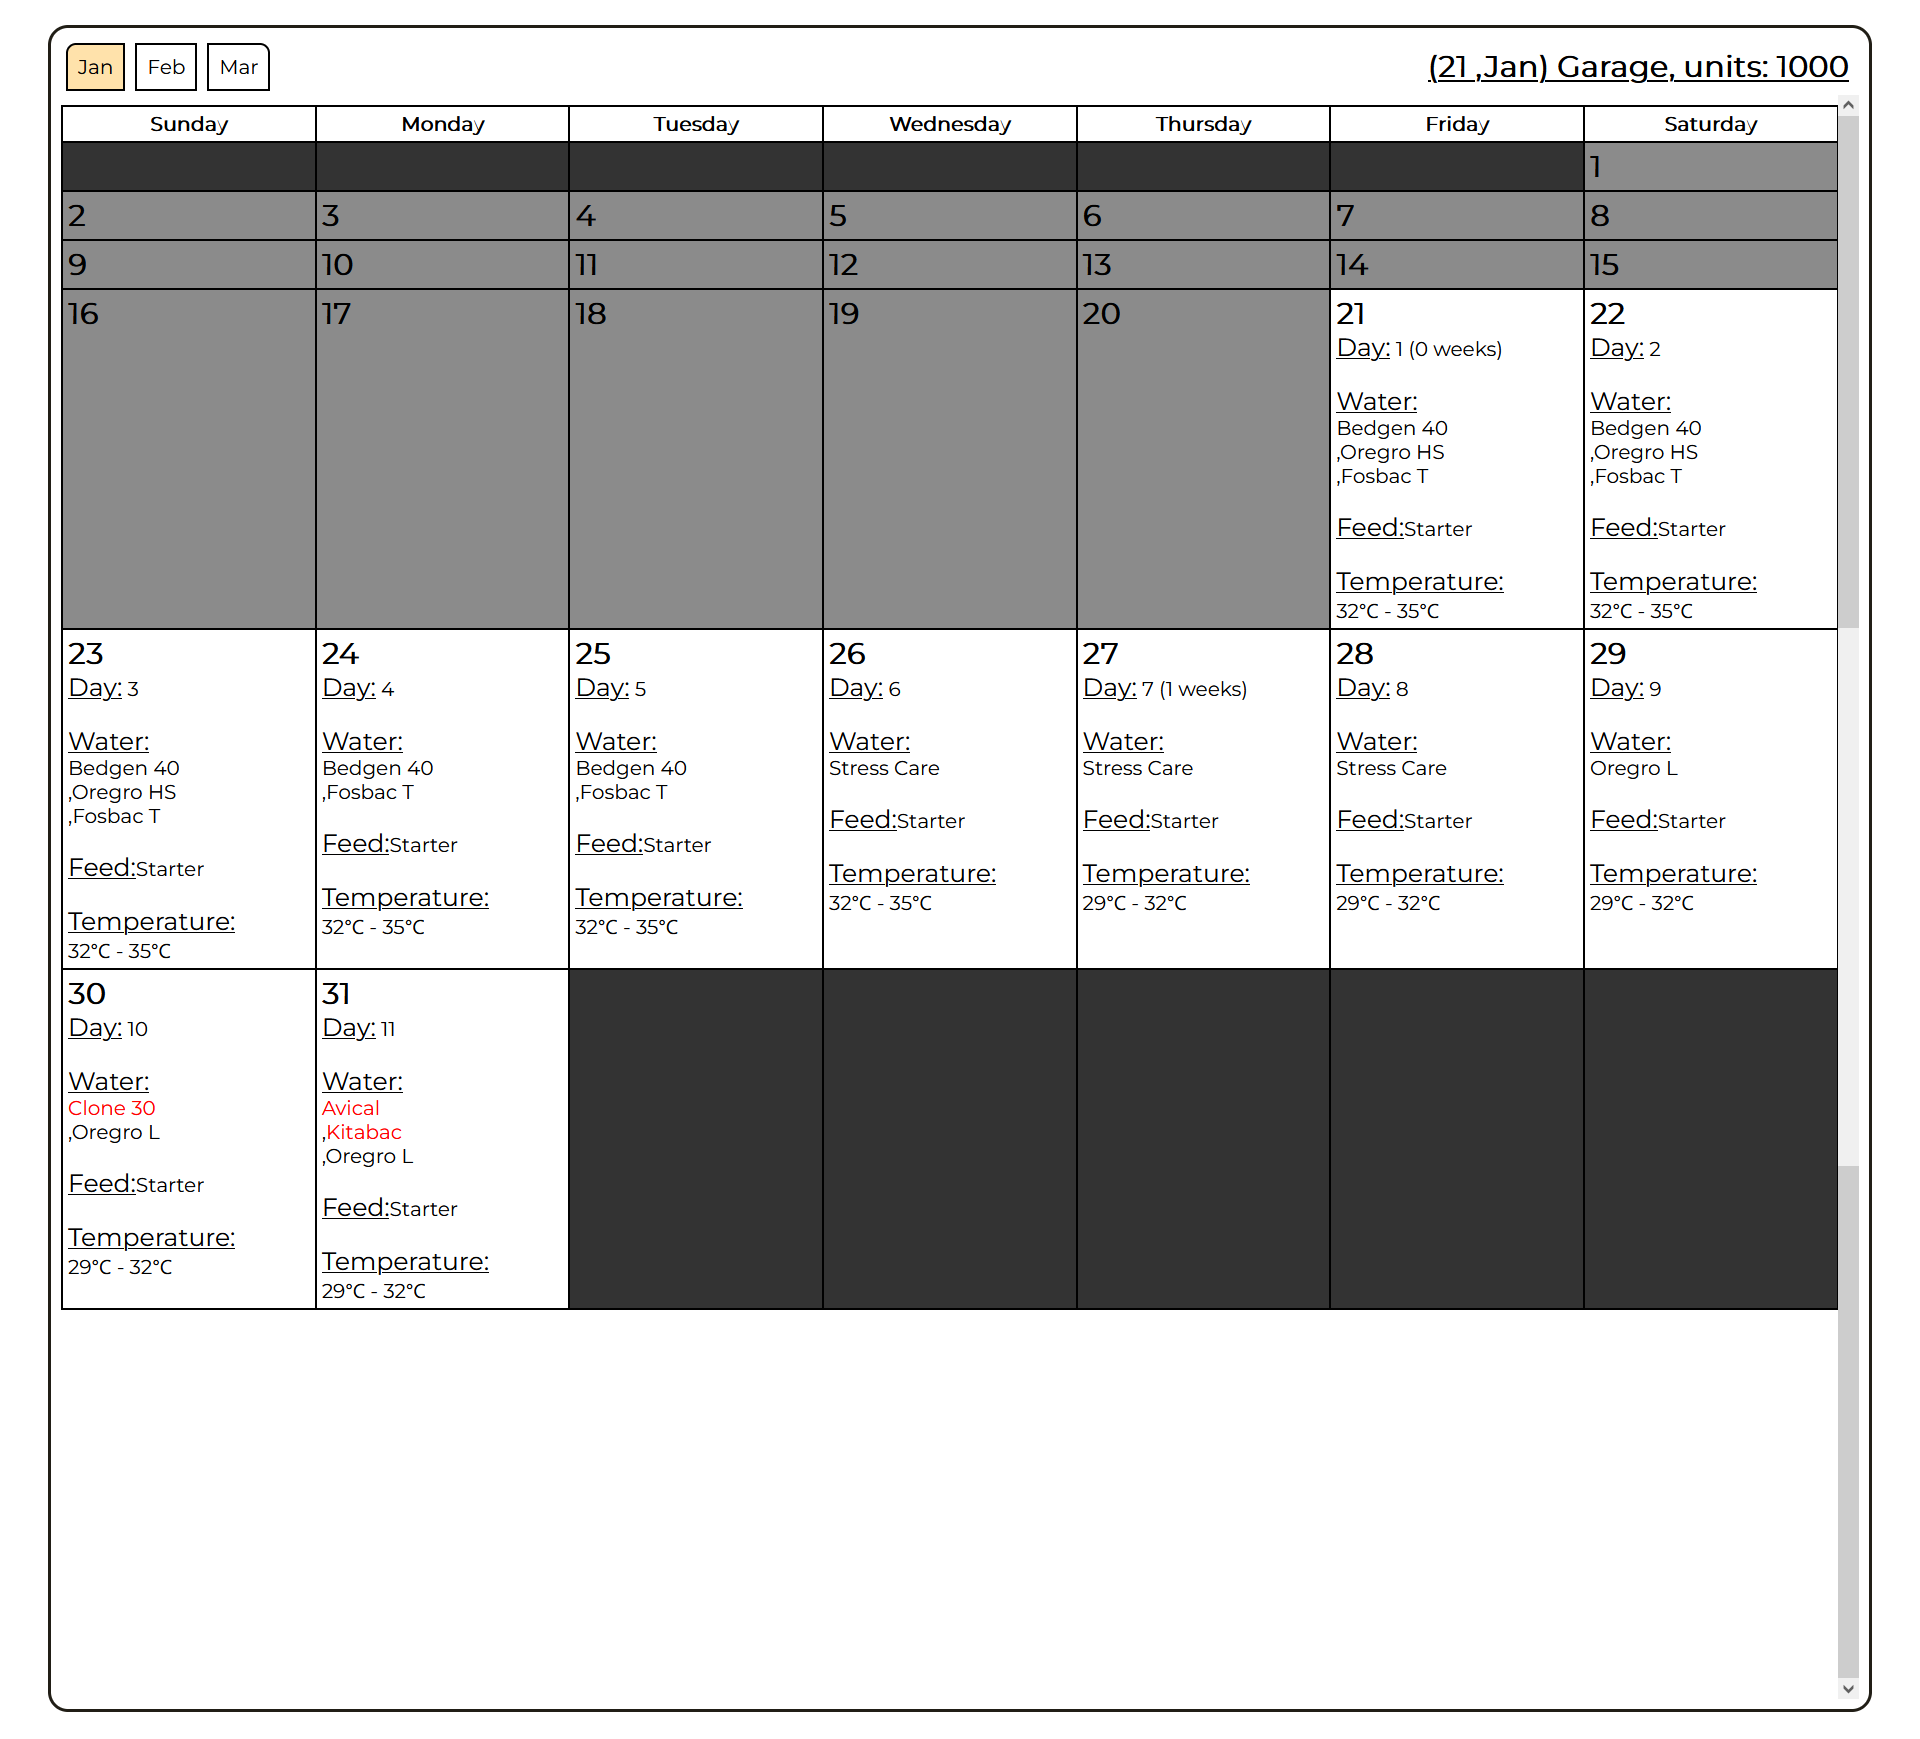 Jan Feb Mar
(21 ,Jan) Garage, units: 1000
Sunday Monday Tuesday Wednesday Thursday Friday Saturday
1
2 3 4 5 6 7 8
9 10 11 12 13 14 15
16 17 18 19 20
21
Day: 1 (0 weeks)
Water:
Bedgen 40
,Oregro HS
,Fosbac T
Feed:Starter
Temperature:
32°C - 35°C
22
Day: 2
Water:
Bedgen 40
,Oregro HS
,Fosbac T
Feed:Starter
Temperature:
32°C - 35°C
23
Day: 3
Water:
Bedgen 40
,Oregro HS
,Fosbac T
Feed:Starter
Temperature:
32°C - 35°C
24
Day: 4
Water:
Bedgen 40
,Fosbac T
Feed:Starter
Temperature:
32°C - 35°C
25
Day: 5
Water:
Bedgen 40
,Fosbac T
Feed:Starter
Temperature:
32°C - 35°C
26
Day: 6
Water:
Stress Care
Feed:Starter
Temperature:
32°C - 35°C
27
Day: 7 (1 weeks)
Water:
Stress Care
Feed:Starter
Temperature:
29°C - 32°C
28
Day: 8
Water:
Stress Care
Feed:Starter
Temperature:
29°C - 32°C
29
Day: 9
Water:
Oregro L
Feed:Starter
Temperature:
29°C - 32°C
30
Day: 10
Water:
Clone 30
,Oregro L
Feed:Starter
Temperature:
29°C - 32°C
31
Day: 11
Water:
Avical
,Kitabac
,Oregro L
Feed:Starter
Temperature:
29°C - 32°C